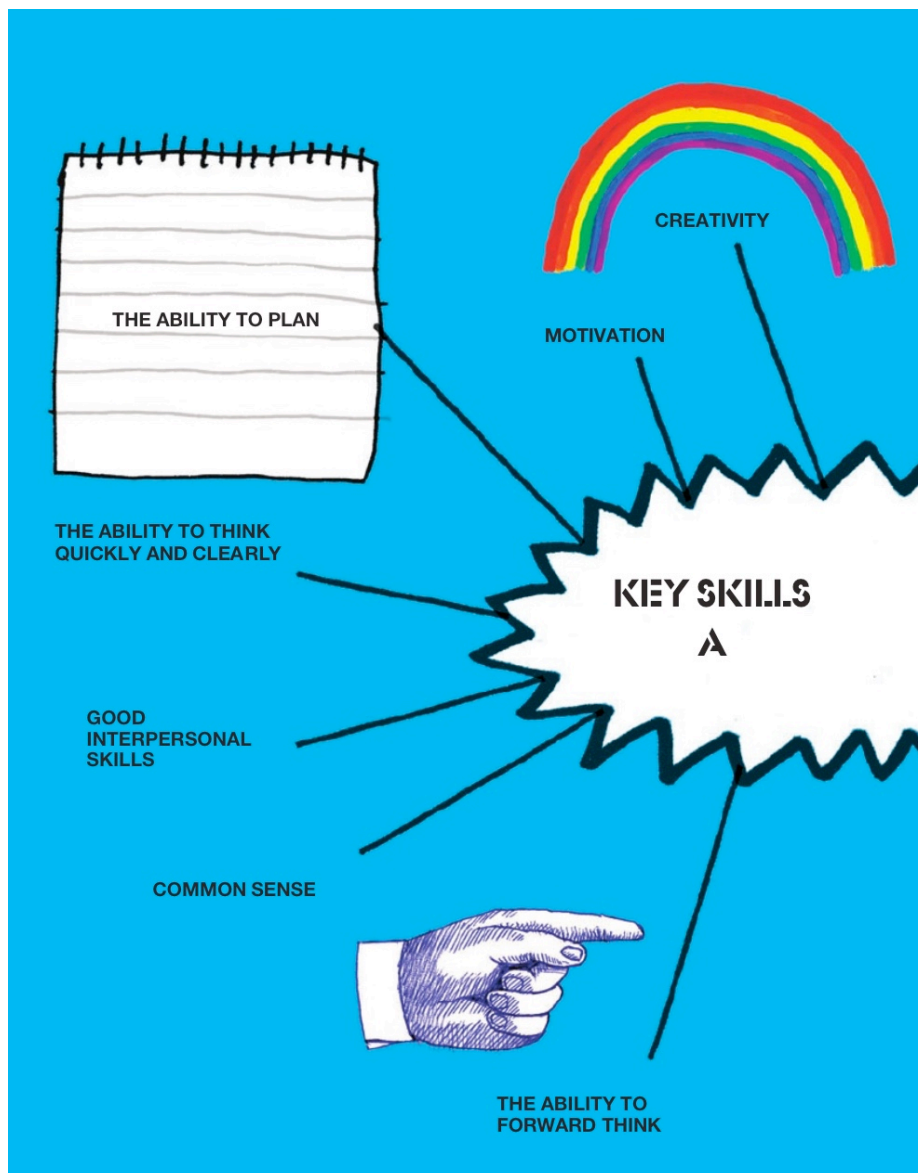 CREATIVITY
THE ABILITY TO PLAN
MOTIVATION
THE ABILITY TO THINK
QUICKLY AND CLEARLY
KEY SKILLS
A
GOOD
INTERPERSONAL
SKILLS
COMMON SENSE
THE ABILITY TO
FORWARD THINK